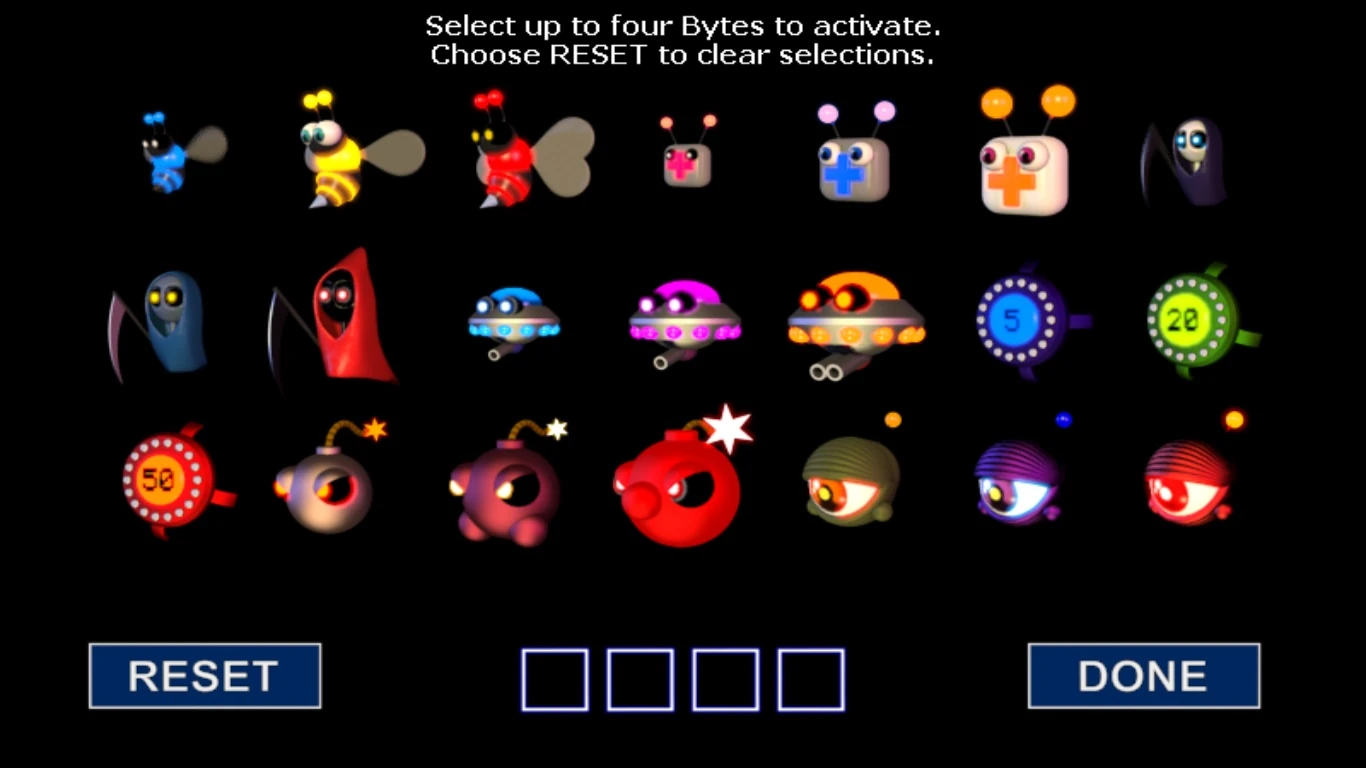 Select up to four Bytes to activate.
Choose RESET to clear selections.
5
20
50
RESET
DONE